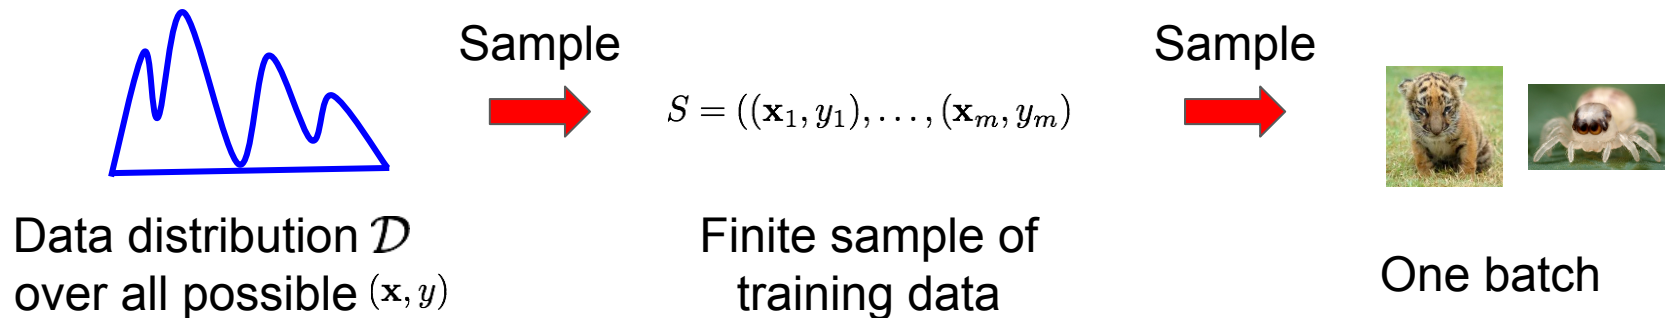 Sample
Sample
S = ((x₁, y₁), . . . , (xₘ, yₘ)
Data distribution 𝒟
over all possible (x, y)
Finite sample of
training data
One batch